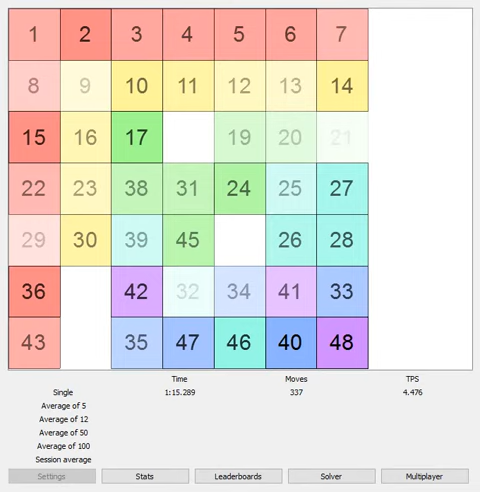 1 2 3 4 5 6 7
8 9 10 11 12 13 14
15 16 17 19 20 21
22 23 38 31 24 25 27
29 30 39 45 26 28
36 42 32 34 41 33
43 35 47 46 40 48
Time Moves TPS
Single 1:15.289 337 4.476
Average of 5
Average of 12
Average of 50
Average of 100
Session average
Settings Stats Leaderboards Solver Multiplayer